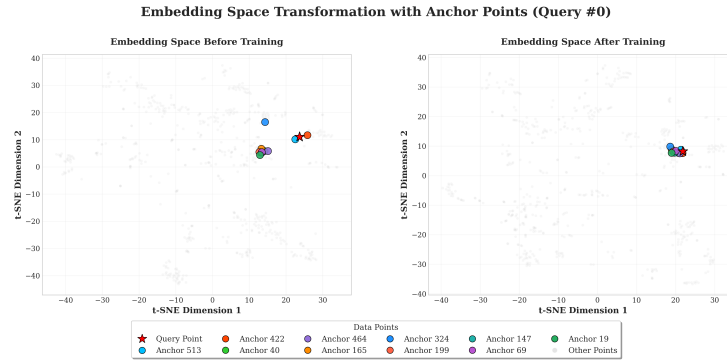 Embedding Space Transformation with Anchor Points (Query #0)
Embedding Space Before Training
40
30
20
10
0
−10
−20
−30
−40
t-SNE Dimension 2
−40 −30 −20 −10 0 10 20 30
t-SNE Dimension 1
Embedding Space After Training
40
30
20
10
0
−10
−20
−30
−40
t-SNE Dimension 2
−40 −30 −20 −10 0 10 20 30
t-SNE Dimension 1
Data Points
Query Point Anchor 422 Anchor 464 Anchor 324 Anchor 147 Anchor 19
Anchor 513 Anchor 40 Anchor 165 Anchor 199 Anchor 69 Other Points